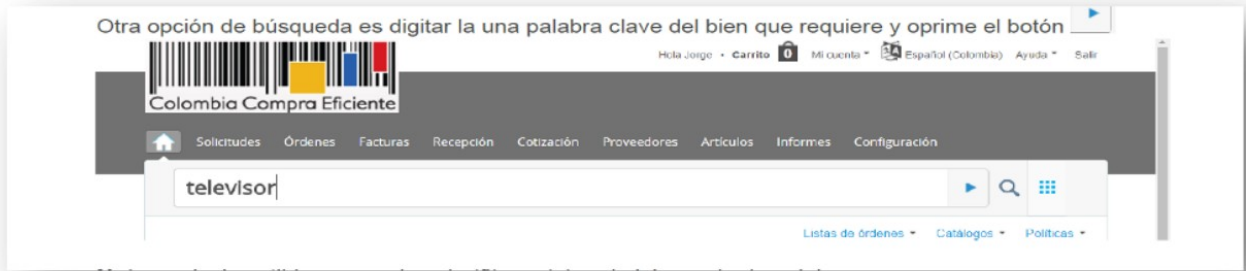 Otra opción de búsqueda es digitar la una palabra clave del bien que requiere y oprime el botón
Hola Jorge • Carrito 0 Mi cuenta Español (Colombia) Ayuda Salir
Colombia Compra Eficiente
Solicitudes Órdenes Facturas Recepción Cotización Proveedores Artículos Informes Configuración
televisor
Listas de órdenes Catálogos Políticas